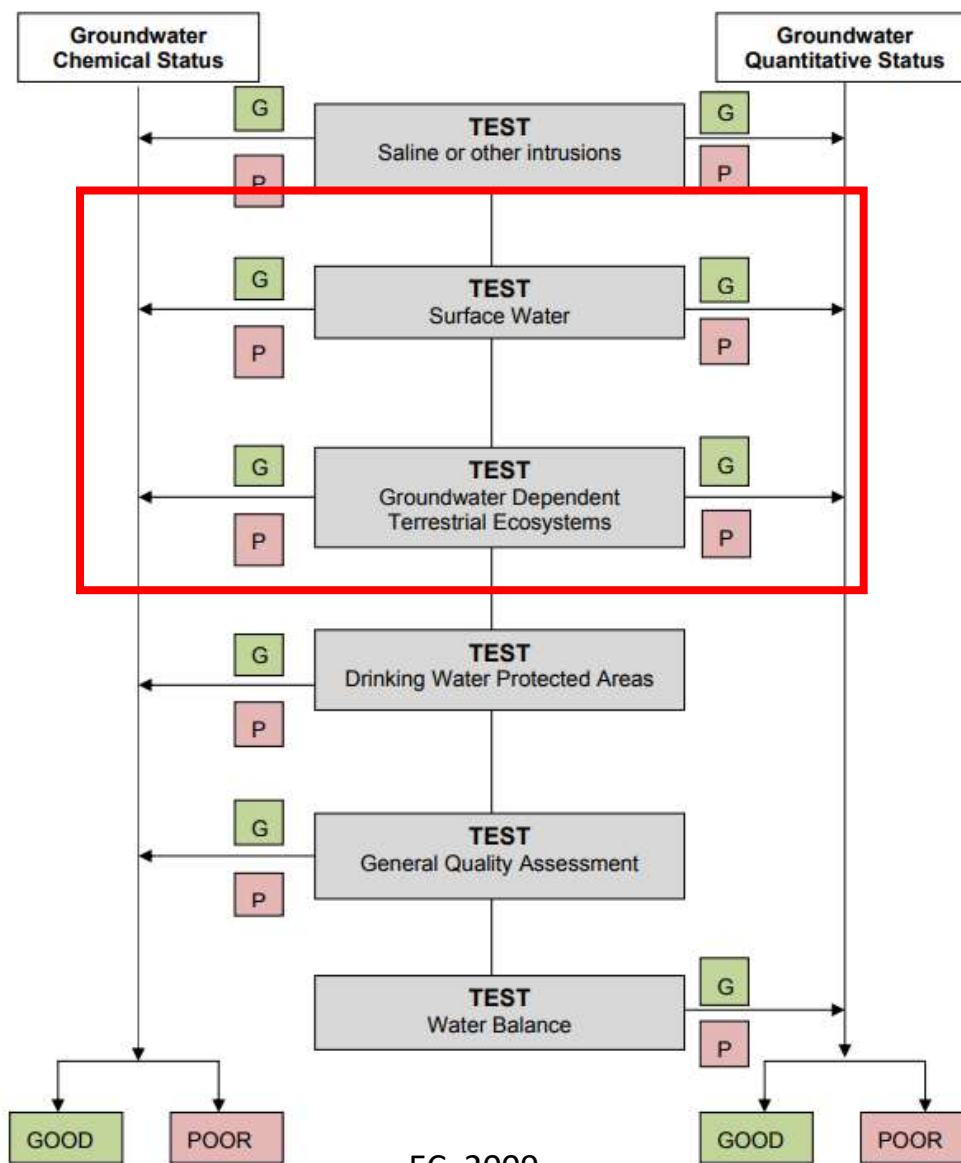 Groundwater
Chemical Status
Groundwater
Quantitative Status
G
P
TEST
Saline or other intrusions
G
P
G
P
TEST
Surface Water
G
P
G
P
TEST
Groundwater Dependent
Terrestrial Ecosystems
G
P
G
P
TEST
Drinking Water Protected Areas
G
P
TEST
General Quality Assessment
TEST
Water Balance
G
P
GOOD
POOR
GOOD
POOR